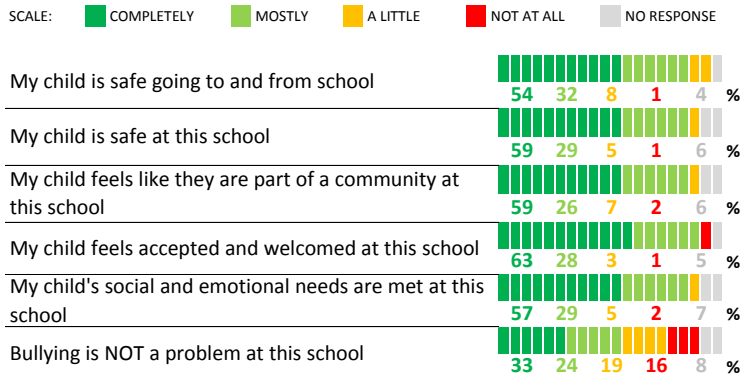 SCALE: COMPLETELY MOSTLY A LITTLE NOT AT ALL NO RESPONSE
My child is safe going to and from school
54 32 8 1 4 %
My child is safe at this school
59 29 5 1 6 %
My child feels like they are part of a community at
this school
59 26 7 2 6 %
My child feels accepted and welcomed at this school
63 28 3 1 5 %
My child's social and emotional needs are met at this
school
57 29 5 2 7 %
Bullying is NOT a problem at this school
33 24 19 16 8 %